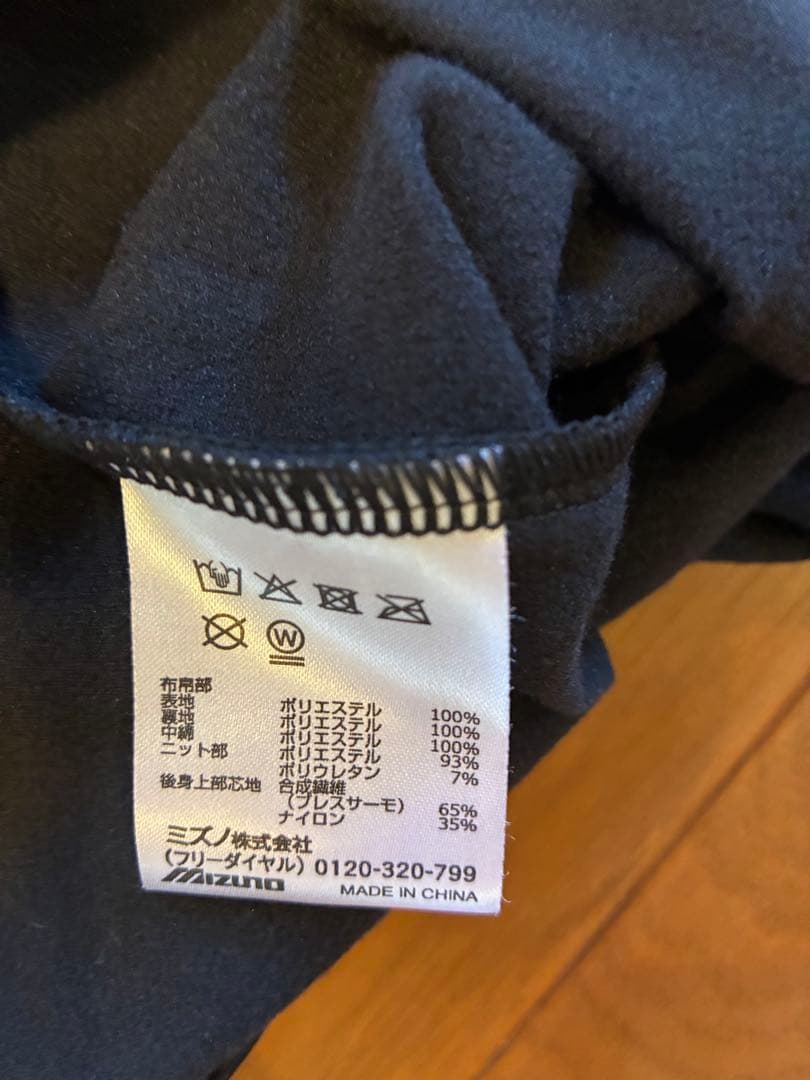 W
布帛部
表地 ポリエステル 100%
裏地 ポリエステル 100%
中綿 ポリエステル 100%
ニット部 ポリエステル 93%
ポリウレタン 7%
後身上部芯地 合成繊維
(ブレスサーモ) 65%
ナイロン 35%
ミズノ株式会社
(フリーダイヤル) 0120-320-799
MIZUNO MADE IN CHINA